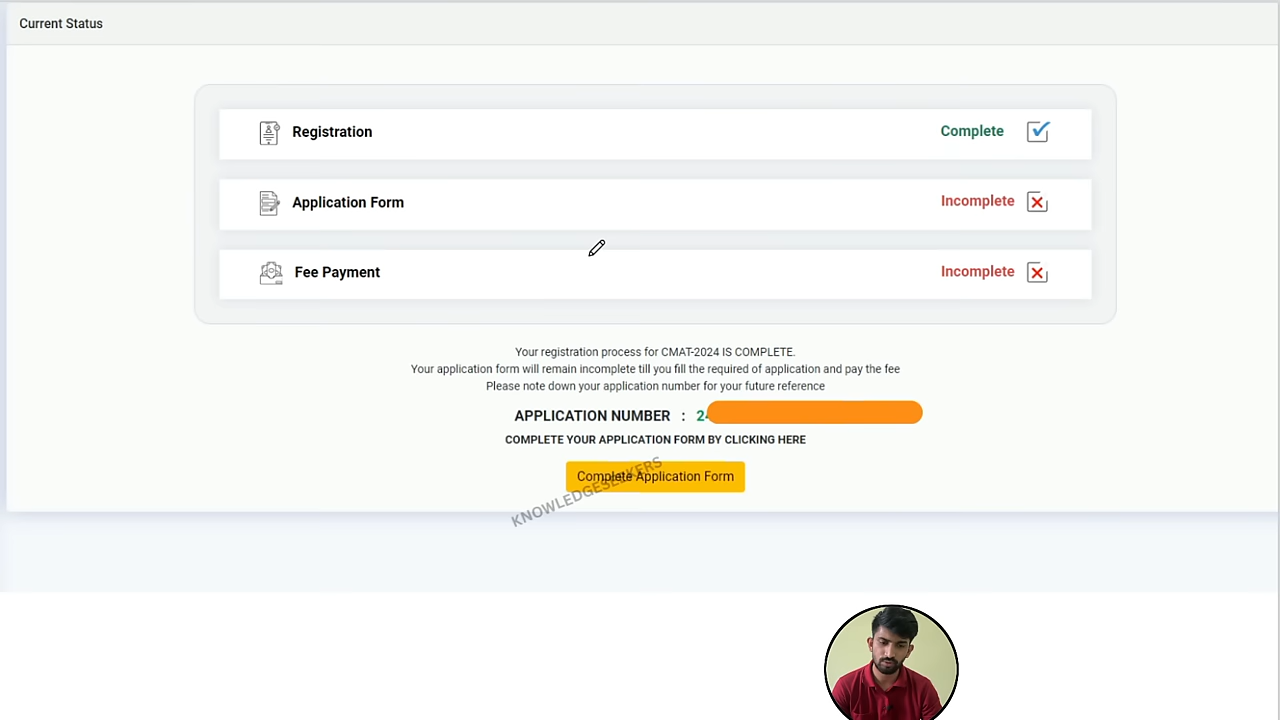 Current Status
Registration
Complete
Application Form
Incomplete
Fee Payment
Incomplete
Your registration process for CMAT-2024 IS COMPLETE.
Your application form will remain incomplete till you fill the required of application and pay the fee
Please note down your application number for your future reference
APPLICATION NUMBER : 24
COMPLETE YOUR APPLICATION FORM BY CLICKING HERE
Complete Application Form
KNOWLEDGESEEKERS